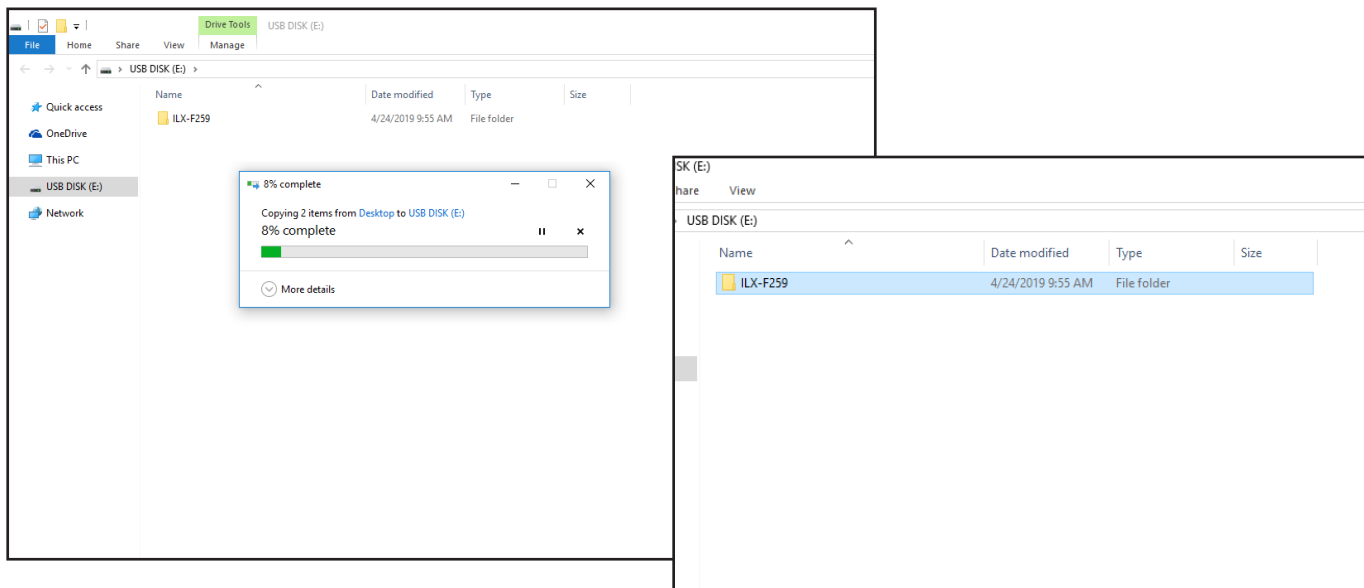 Drive Tools USB DISK (E:)
File Home Share View Manage
USB DISK (E:)
Name Date modified Type Size
Quick access
ILX-F259 4/24/2019 9:55 AM File folder
OneDrive
This PC
USB DISK (E:)
Network
8% complete
Copying 2 items from Desktop to USB DISK (E:)
8% complete
More details
SK (E:)
hare View
USB DISK (E:)
Name Date modified Type Size
ILX-F259 4/24/2019 9:55 AM File folder